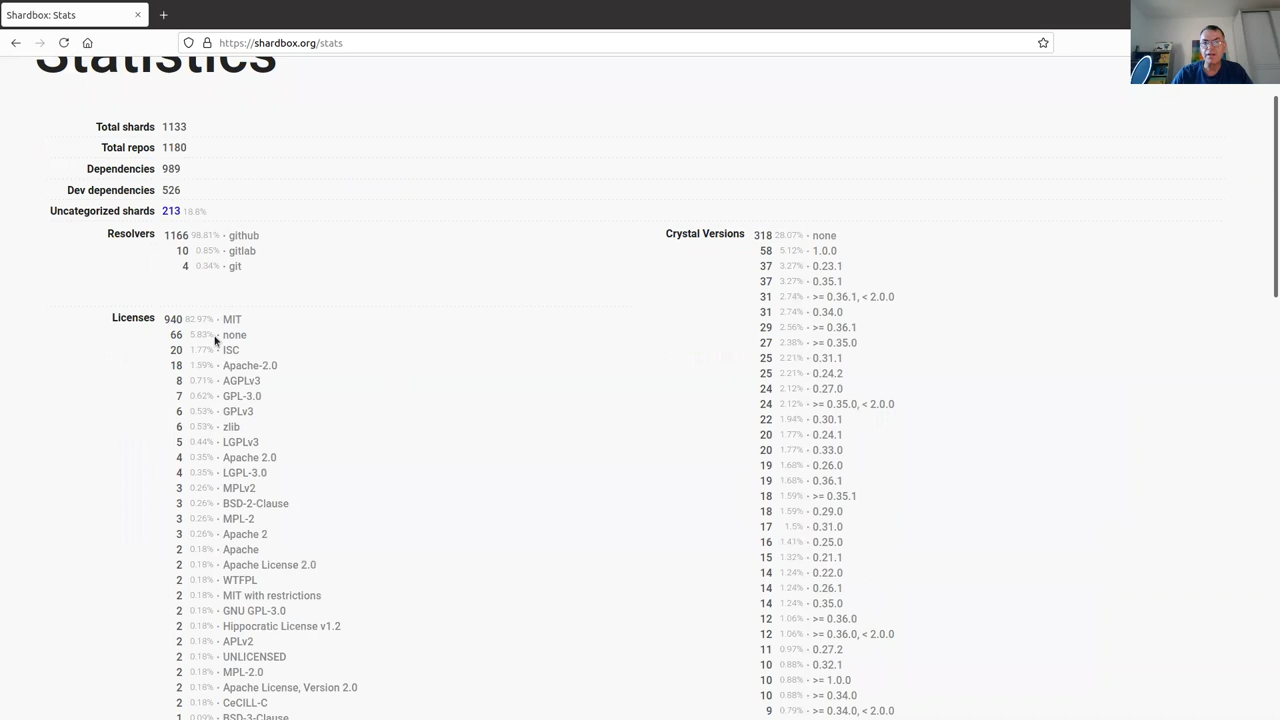 Shardbox: Stats
https://shardbox.org/stats
Statistics
Total shards 1133
Total repos 1180
Dependencies 989
Dev dependencies 526
Uncategorized shards 213 18.8%
Resolvers 1166 98.81% · github
10 0.85% · gitlab
4 0.34% · git
Licenses 940 82.97% · MIT
66 5.83% · none
20 1.77% · ISC
18 1.59% · Apache-2.0
8 0.71% · AGPLv3
7 0.62% · GPL-3.0
6 0.53% · GPLv3
6 0.53% · zlib
5 0.44% · LGPLv3
4 0.35% · Apache 2.0
4 0.35% · LGPL-3.0
3 0.26% · MPLv2
3 0.26% · BSD-2-Clause
3 0.26% · MPL-2
3 0.26% · Apache 2
2 0.18% · Apache
2 0.18% · Apache License 2.0
2 0.18% · WTFPL
2 0.18% · MIT with restrictions
2 0.18% · GNU GPL-3.0
2 0.18% · Hippocratic License v1.2
2 0.18% · APLv2
2 0.18% · UNLICENSED
2 0.18% · MPL-2.0
2 0.18% · Apache License, Version 2.0
2 0.18% · CeCILL-C
1 0.09% · BSD-3-Clause
Crystal Versions 318 28.07% · none
58 5.12% · 1.0.0
37 3.27% · 0.23.1
37 3.27% · 0.35.1
31 2.74% · >= 0.36.1, < 2.0.0
31 2.74% · 0.34.0
29 2.56% · >= 0.36.1
27 2.38% · >= 0.35.0
25 2.21% · 0.31.1
25 2.21% · 0.24.2
24 2.12% · 0.27.0
24 2.12% · >= 0.35.0, < 2.0.0
22 1.94% · 0.30.1
20 1.77% · 0.24.1
20 1.77% · 0.33.0
19 1.68% · 0.26.0
19 1.68% · 0.36.1
18 1.59% · >= 0.35.1
18 1.59% · 0.29.0
17 1.5% · 0.31.0
16 1.41% · 0.25.0
15 1.32% · 0.21.1
14 1.24% · 0.22.0
14 1.24% · 0.26.1
14 1.24% · 0.35.0
12 1.06% · >= 0.36.0
12 1.06% · >= 0.36.0, < 2.0.0
11 0.97% · 0.27.2
10 0.88% · 0.32.1
10 0.88% · >= 1.0.0
10 0.88% · >= 0.34.0
9 0.79% · >= 0.34.0, < 2.0.0